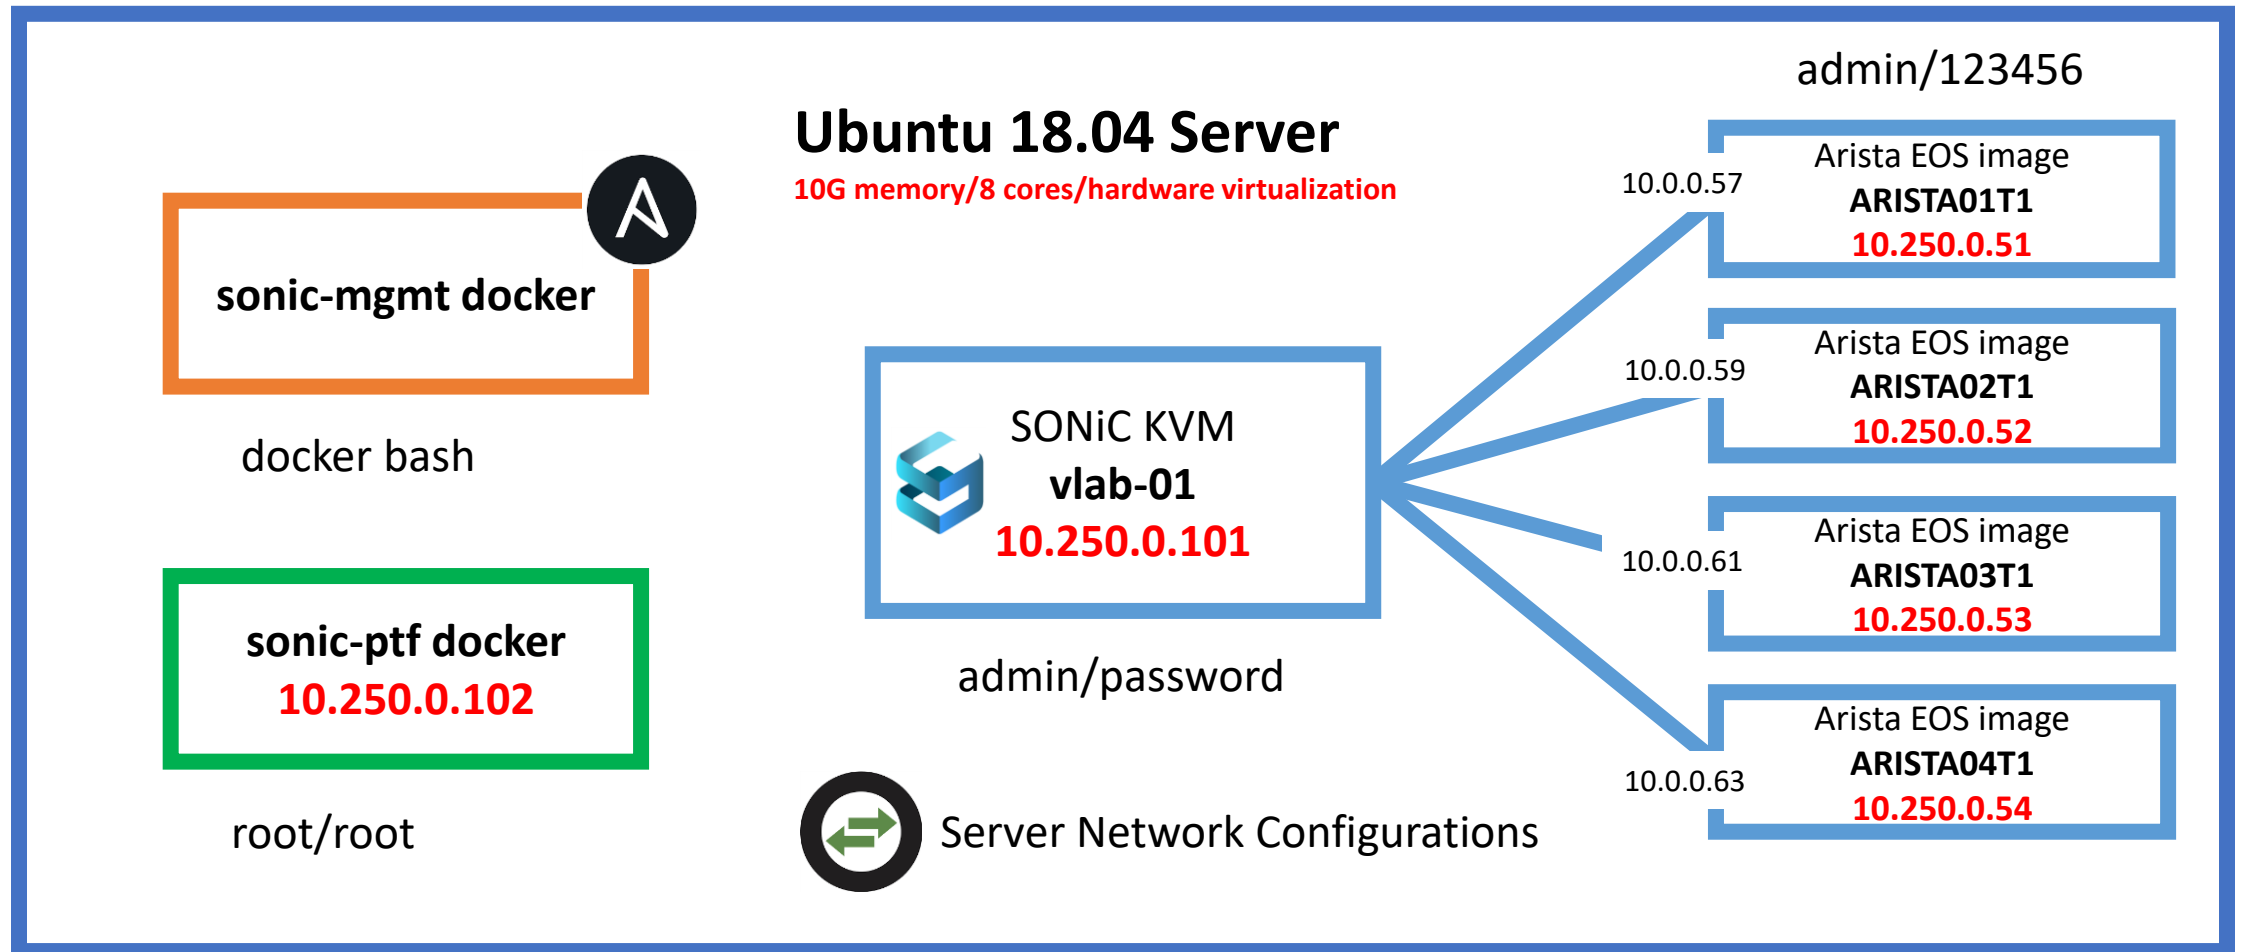 admin/123456
Ubuntu 18.04 Server
10G memory/8 cores/hardware virtualization
sonic-mgmt docker
docker bash
sonic-ptf docker
10.250.0.102
root/root
SONiC KVM
vlab-01
10.250.0.101
admin/password
Server Network Configurations
10.0.0.57
Arista EOS image
ARISTA01T1
10.250.0.51
10.0.0.59
Arista EOS image
ARISTA02T1
10.250.0.52
10.0.0.61
Arista EOS image
ARISTA03T1
10.250.0.53
10.0.0.63
Arista EOS image
ARISTA04T1
10.250.0.54